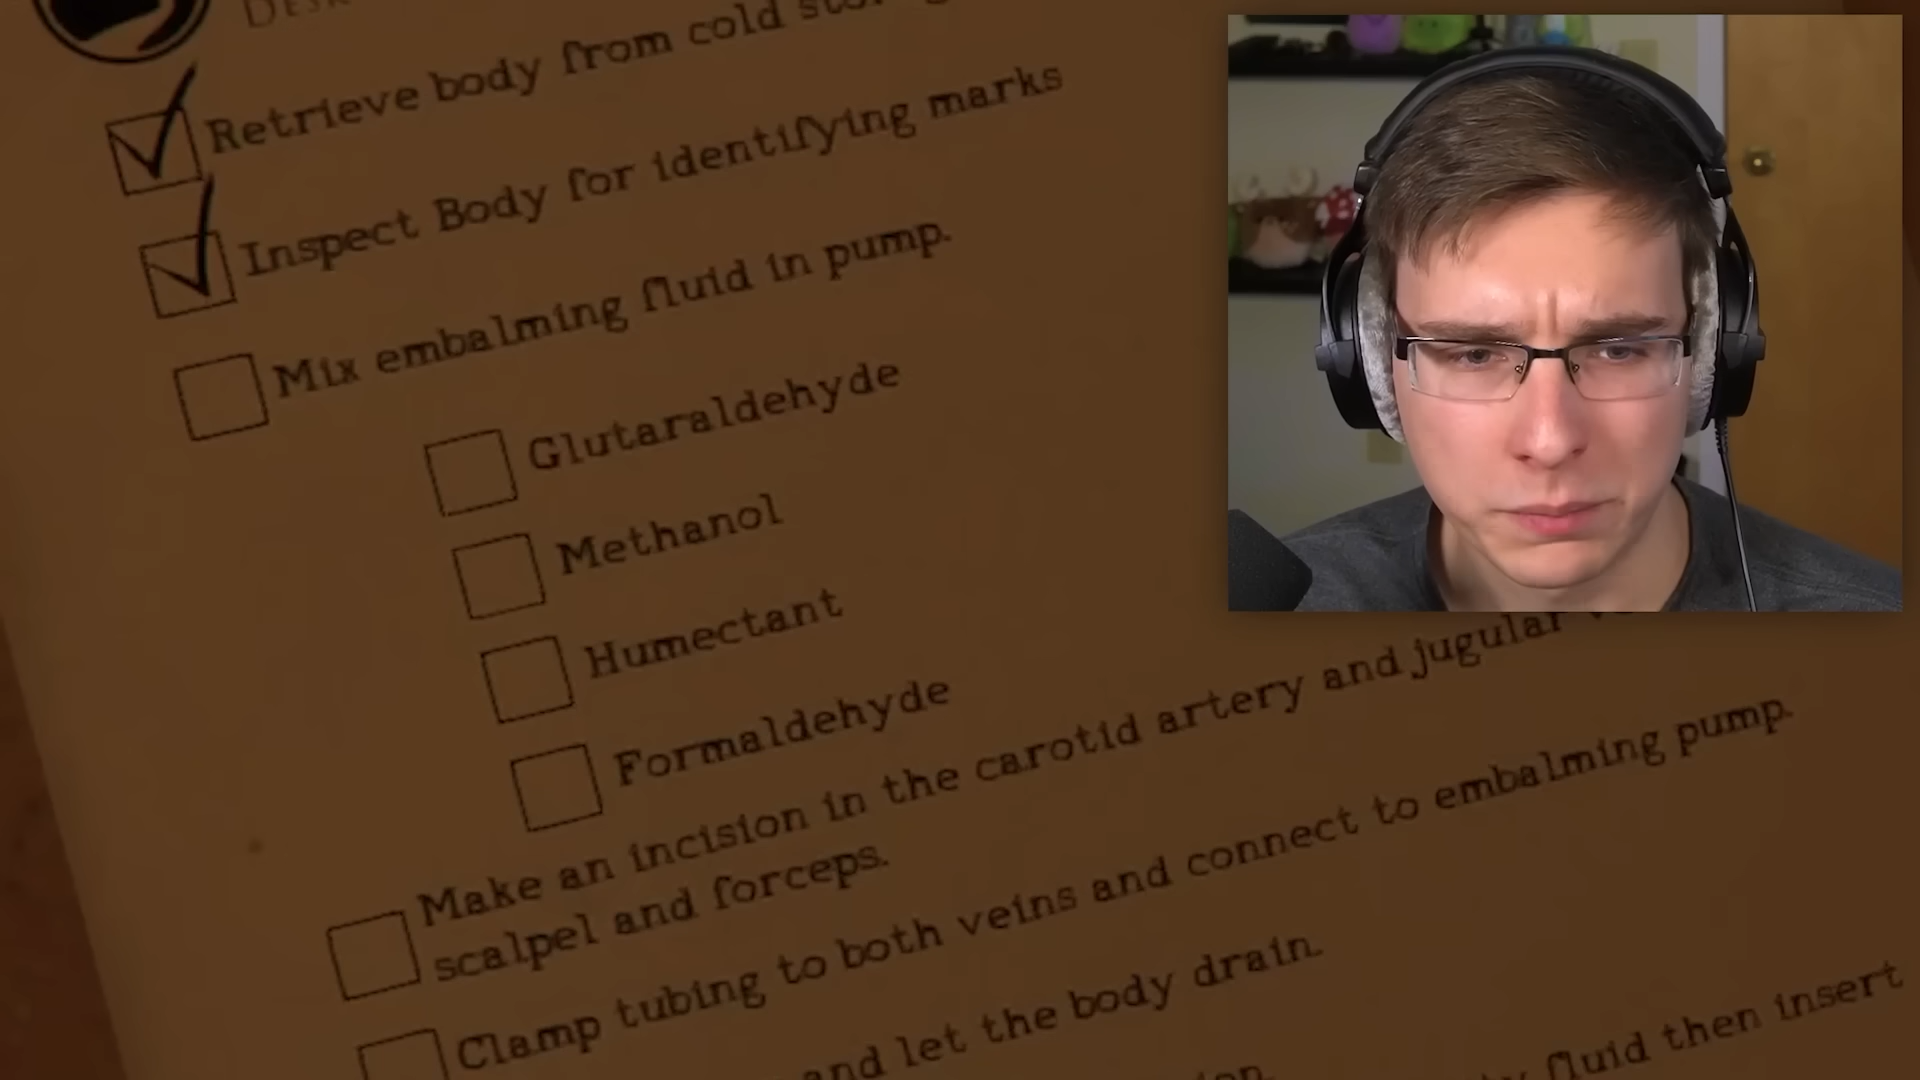 Retrieve body from cold
Inspect Body for identifying marks
Mix embalming fluid in pump.
Glutaraldehyde
Methanol
Humectant
Formaldehyde
Make an incision in the carotid artery and jugular
scalpel and forceps.
Clamp tubing to both veins and connect to embalming pump.
and let the body drain.
fluid then insert